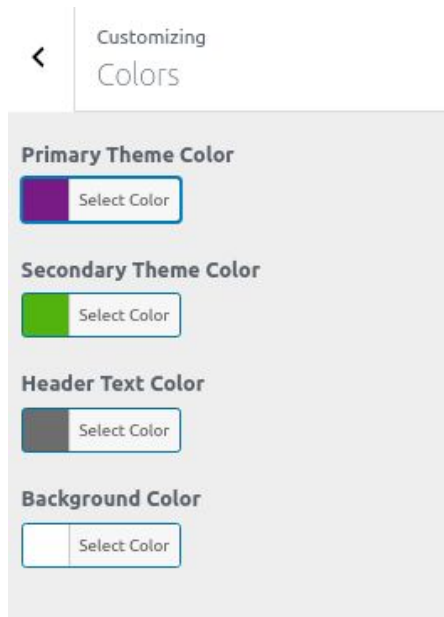 Customizing
Colors
Primary Theme Color
Select Color
Secondary Theme Color
Select Color
Header Text Color
Select Color
Background Color
Select Color